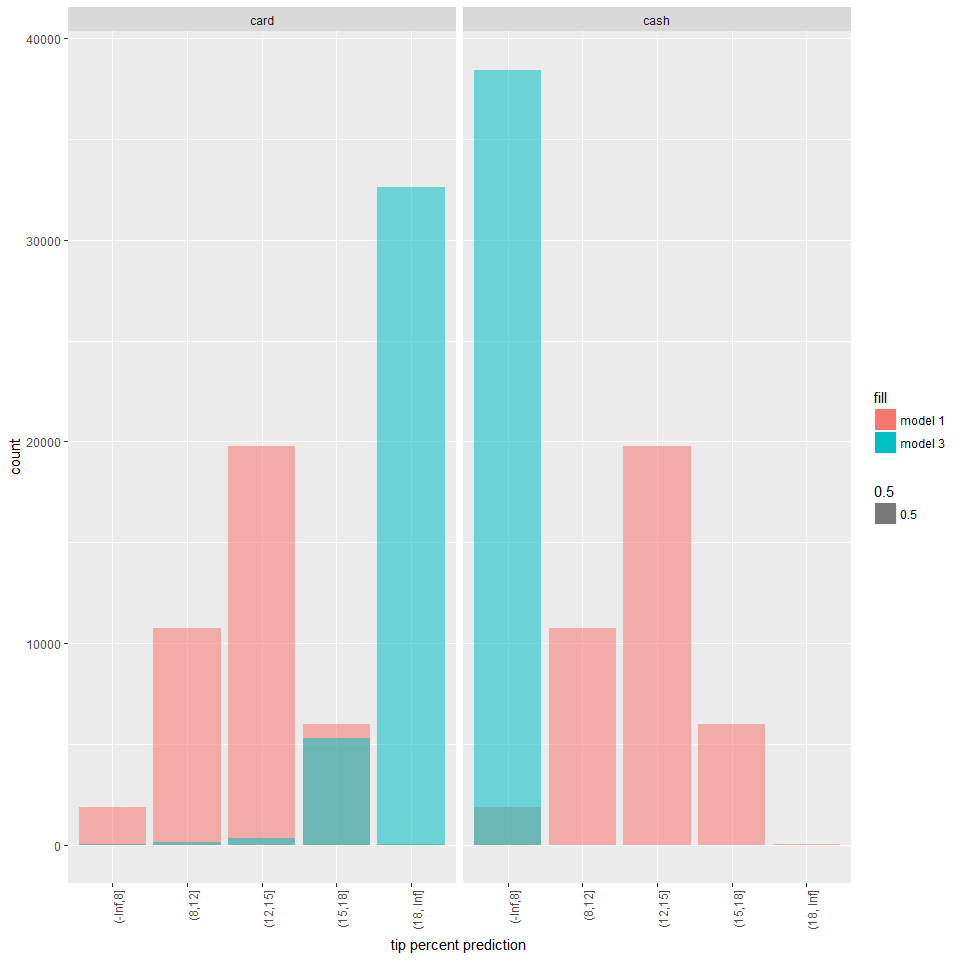 card
cash
40000
30000
20000
10000
0
count
(-Inf,8]
(8,12]
(12,15]
(15,18]
(18, Inf]
(-Inf,8]
(8,12]
(12,15]
(15,18]
(18, Inf]
tip percent prediction
fill
model 1
model 3
0.5
0.5